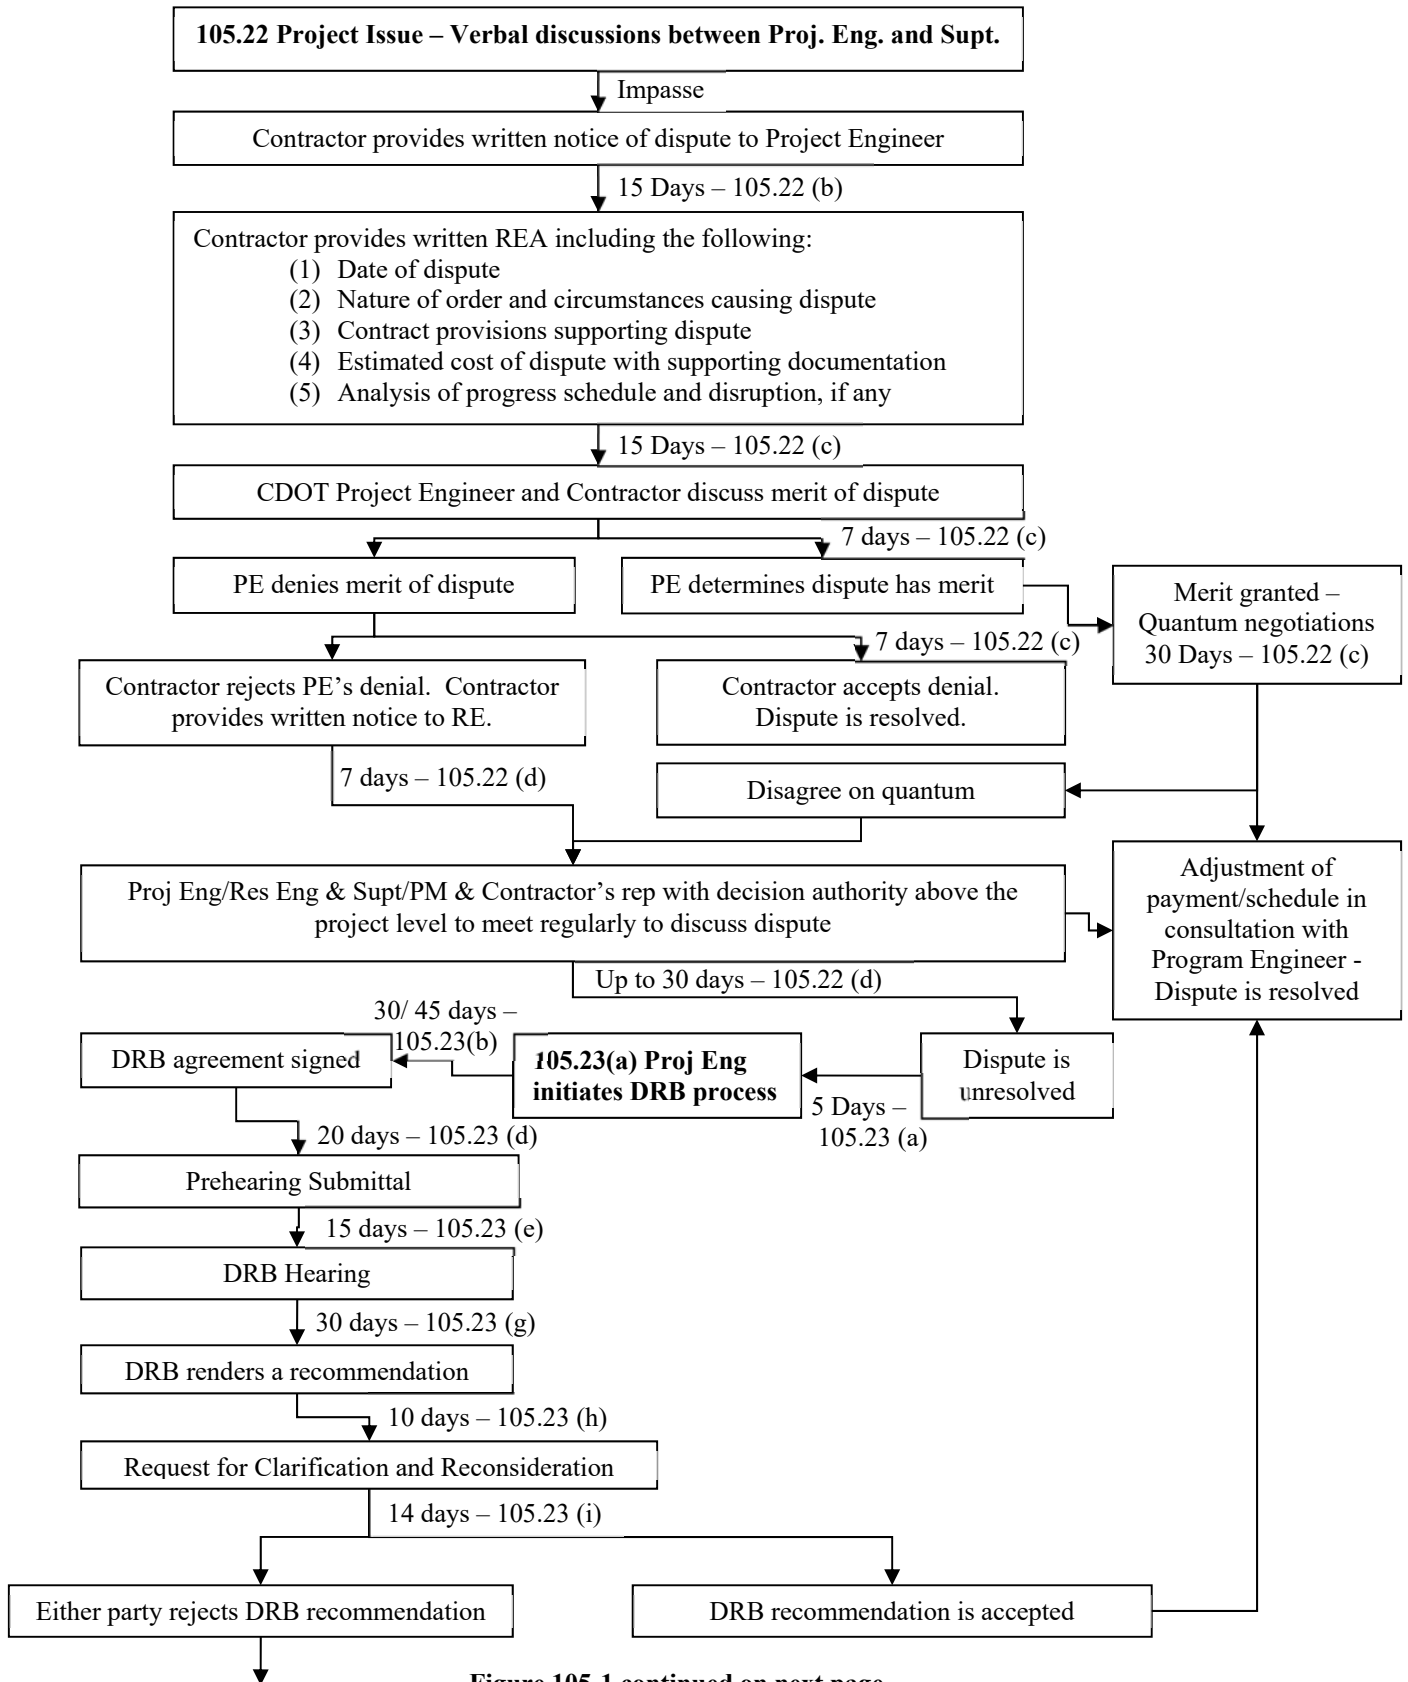 105.22 Project Issue – Verbal discussions between Proj. Eng. and Supt.
Impasse
Contractor provides written notice of dispute to Project Engineer
15 Days – 105.22 (b)
Contractor provides written REA including the following:
(1) Date of dispute
(2) Nature of order and circumstances causing dispute
(3) Contract provisions supporting dispute
(4) Estimated cost of dispute with supporting documentation
(5) Analysis of progress schedule and disruption, if any
15 Days – 105.22 (c)
CDOT Project Engineer and Contractor discuss merit of dispute
7 days – 105.22 (c)
PE denies merit of dispute
PE determines dispute has merit
Merit granted –
Quantum negotiations
30 Days – 105.22 (c)
7 days – 105.22 (c)
Contractor rejects PE’s denial.  Contractor
provides written notice to RE.
Contractor accepts denial.
Dispute is resolved.
7 days – 105.22 (d)
Disagree on quantum
Proj Eng/Res Eng & Supt/PM & Contractor’s rep with decision authority above the
project level to meet regularly to discuss dispute
Adjustment of
payment/schedule in
consultation with
Program Engineer -
Dispute is resolved
Up to 30 days – 105.22 (d)
30/ 45 days –
105.23(b)
DRB agreement signed
105.23(a) Proj Eng
initiates DRB process
Dispute is
unresolved
5 Days –
105.23 (a)
20 days – 105.23 (d)
Prehearing Submittal
15 days – 105.23 (e)
DRB Hearing
30 days – 105.23 (g)
DRB renders a recommendation
10 days – 105.23 (h)
Request for Clarification and Reconsideration
14 days – 105.23 (i)
Either party rejects DRB recommendation
DRB recommendation is accepted
Figure 105-1 continued on next page